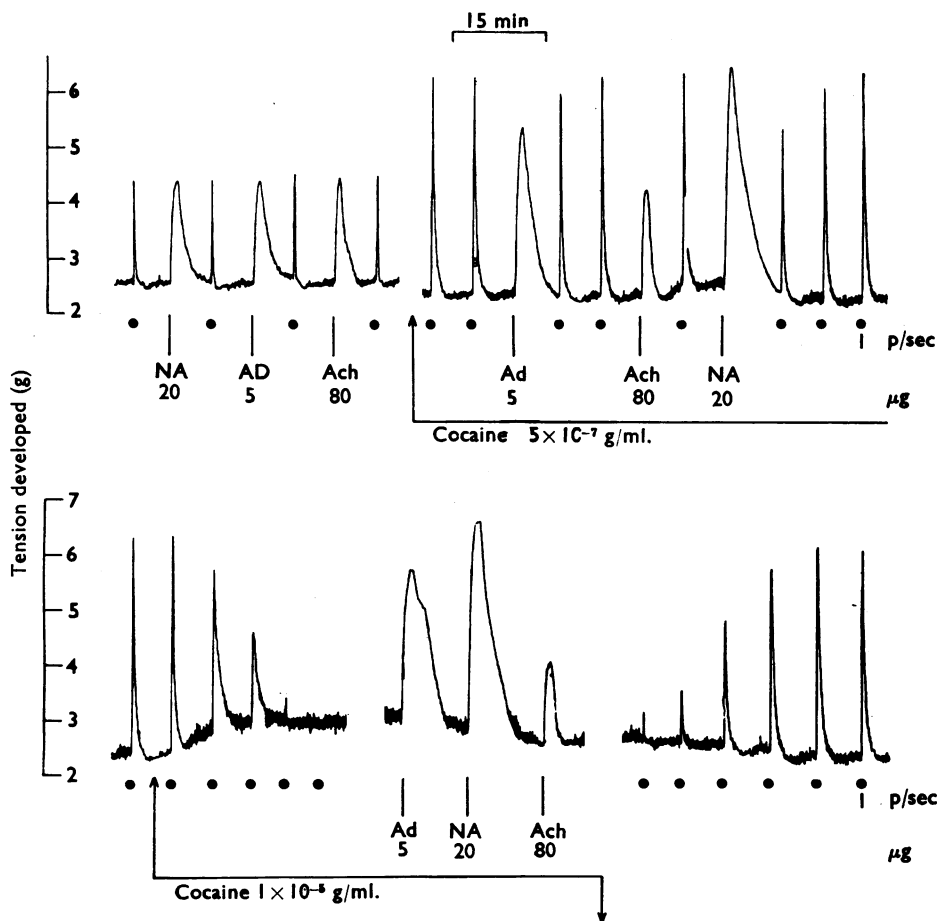 15 min
6
5
4
3
2
NA AD Ach Ad Ach NA
20 5 80 5 80 20
1 p/sec
µg
Cocaine 5×10⁻⁷ g/ml.
Tension developed (g)
7
6
5
4
3
2
1 p/sec
Ad NA Ach
5 20 80
µg
Cocaine 1×10⁻⁵ g/ml.